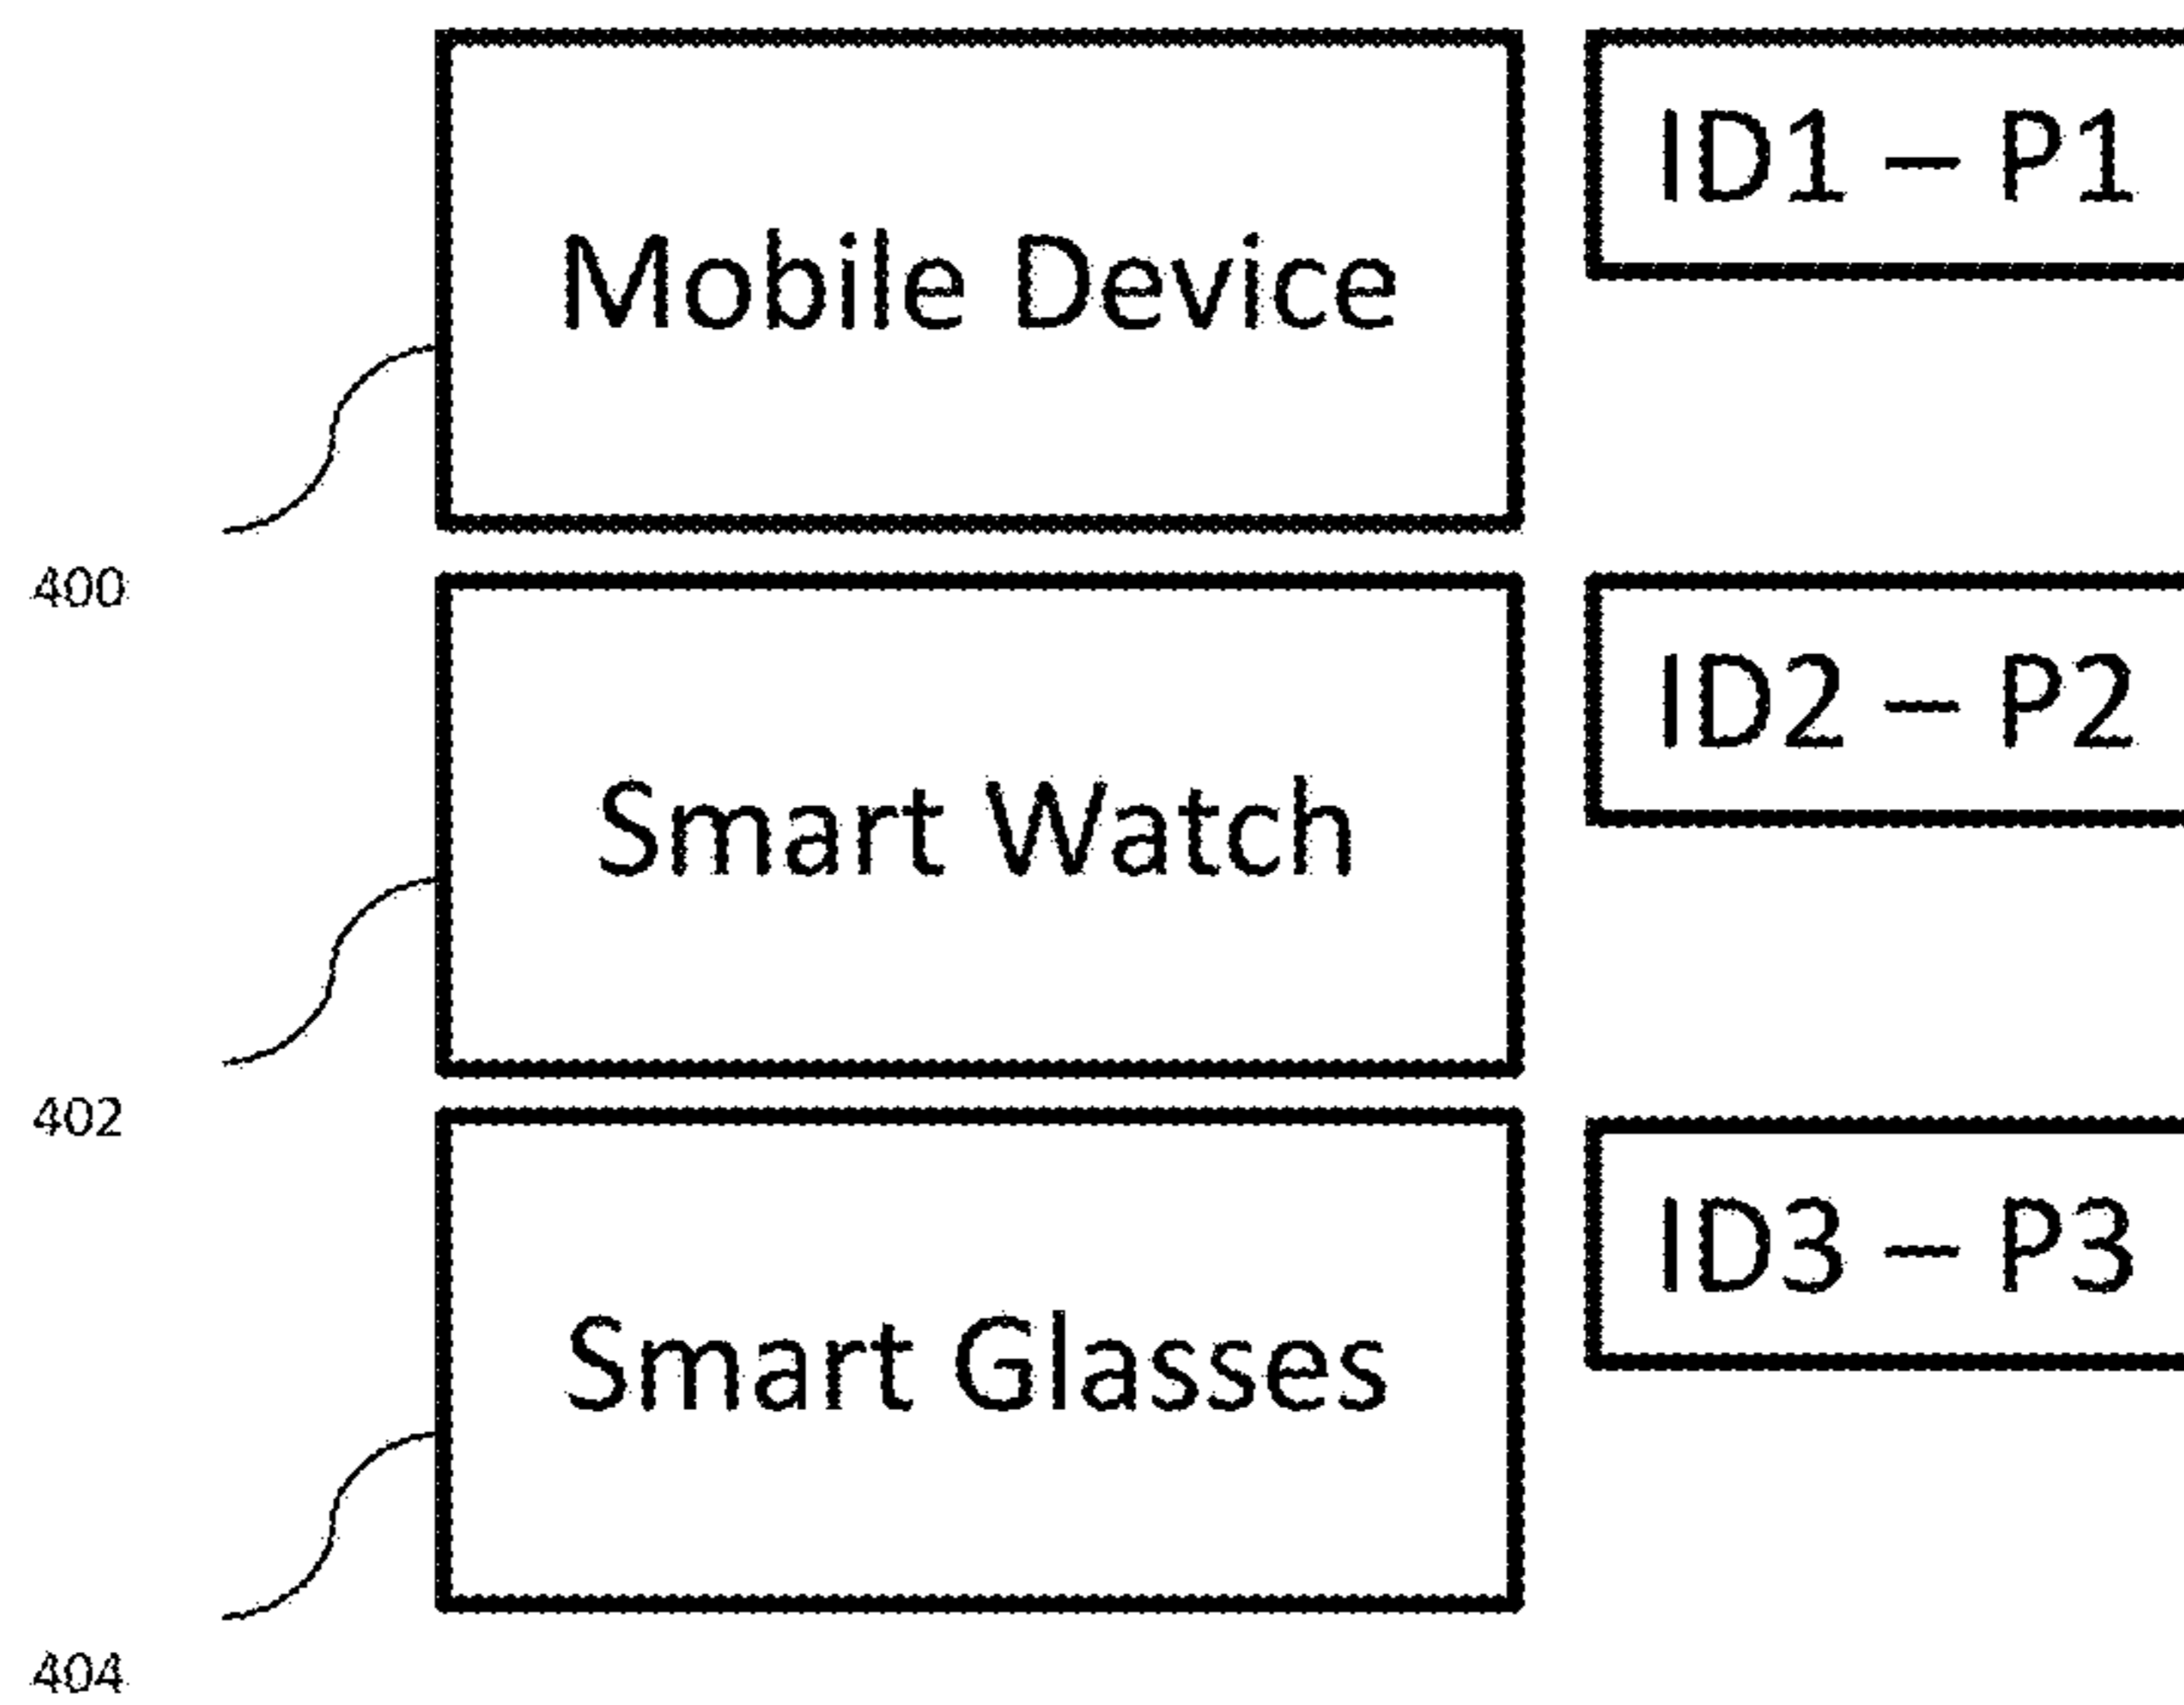 Mobile Device
ID1 – P1
400
Smart Watch
ID2 – P2
402
Smart Glasses
ID3 – P3
404